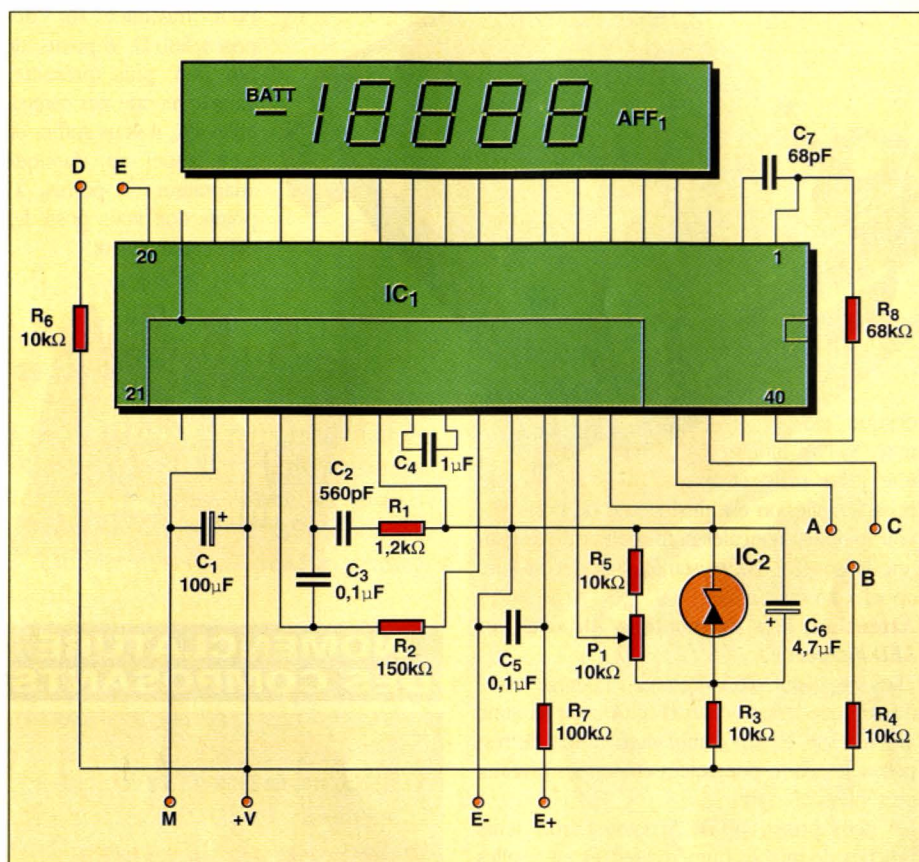 BATT
-18888
AFF1
C7
68pF
D
E
20
1
IC1
R6
10kΩ
R8
68kΩ
21
40
C2
560pF
C4
1µF
R1
1,2kΩ
A
C
C1
100µF
+
C3
0,1µF
R5
10kΩ
IC2
B
R2
150kΩ
C5
0,1µF
P1
10kΩ
+
C6
4,7µF
R7
100kΩ
R3
10kΩ
R4
10kΩ
M
+V
E-
E+